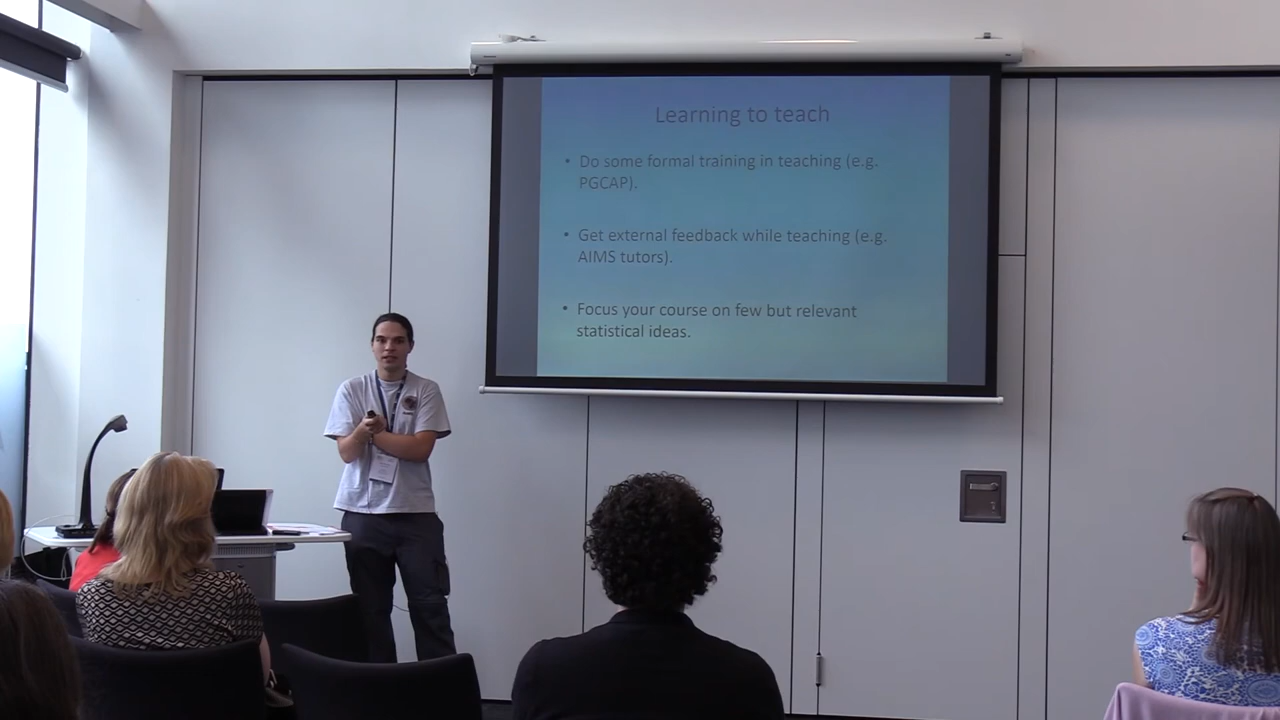 Learning to teach
• Do some formal training in teaching (e.g.
PGCAP).
• Get external feedback while teaching (e.g.
AIMS tutors).
• Focus your course on few but relevant
statistical ideas.